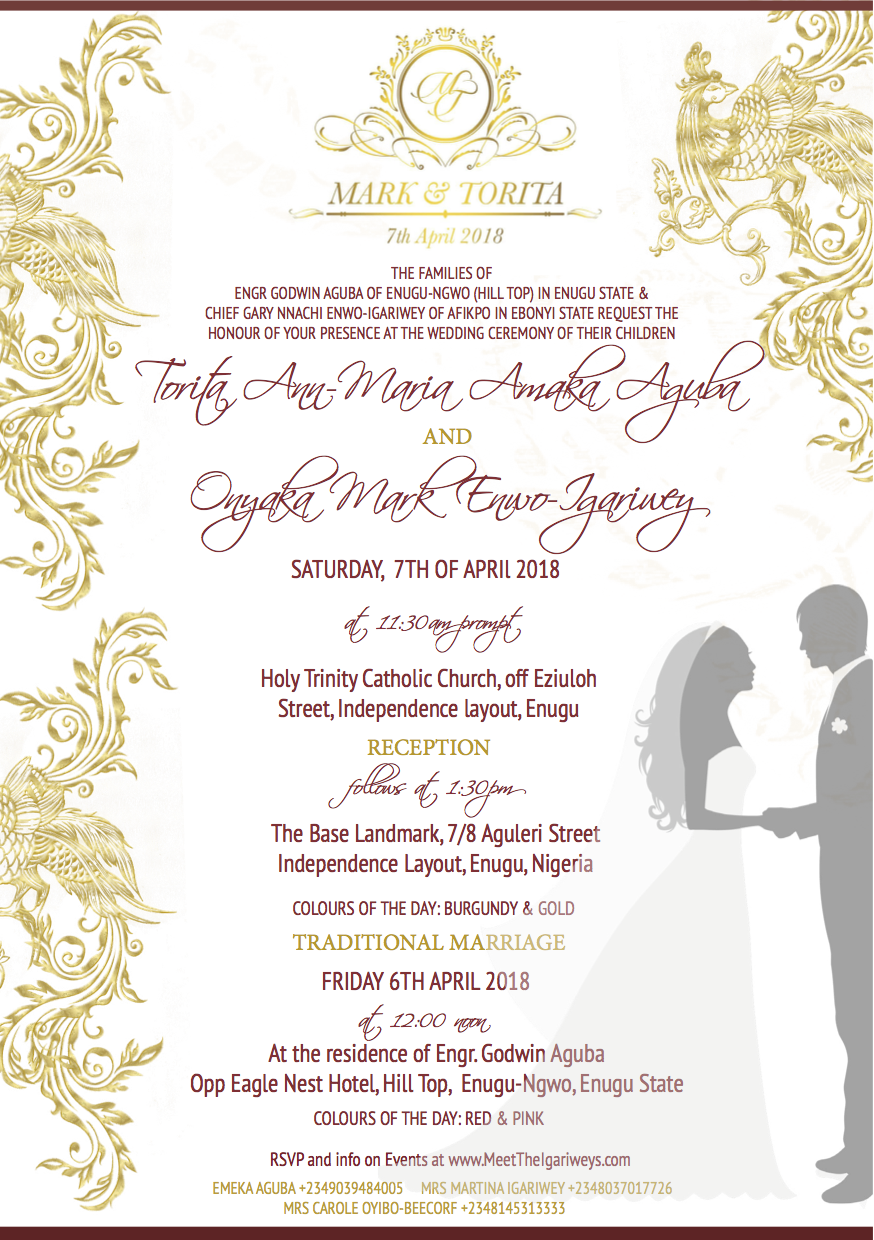 MARK & TORITA
7th April 2018
THE FAMILIES OF
ENGR GODWIN AGUBA OF ENUGU-NGWO (HILL TOP) IN ENUGU STATE &
CHIEF GARY NNACHI ENWO-IGARIWEY OF AFIKPO IN EBONYI STATE REQUEST THE
HONOUR OF YOUR PRESENCE AT THE WEDDING CEREMONY OF THEIR CHILDREN
Torita Ann-Maria Amaka Aguba
AND
Onyaka Mark Enwo-Igariwey
SATURDAY, 7TH OF APRIL 2018
at 11:30am prompt
Holy Trinity Catholic Church, off Eziuloh
Street, Independence layout, Enugu
RECEPTION
follows at 1:30pm
The Base Landmark, 7/8 Aguleri Street
Independence Layout, Enugu, Nigeria
COLOURS OF THE DAY: BURGUNDY & GOLD
TRADITIONAL MARRIAGE
FRIDAY 6TH APRIL 2018
at 12:00 noon
At the residence of Engr. Godwin Aguba
Opp Eagle Nest Hotel, Hill Top, Enugu-Ngwo, Enugu State
COLOURS OF THE DAY: RED & PINK
RSVP and info on Events at www.MeetTheIgariweys.com
EMEKA AGUBA +2349039484005 MRS MARTINA IGARIWEY +2348037017726
MRS CAROLE OYIBO-BEECORF +2348145313333